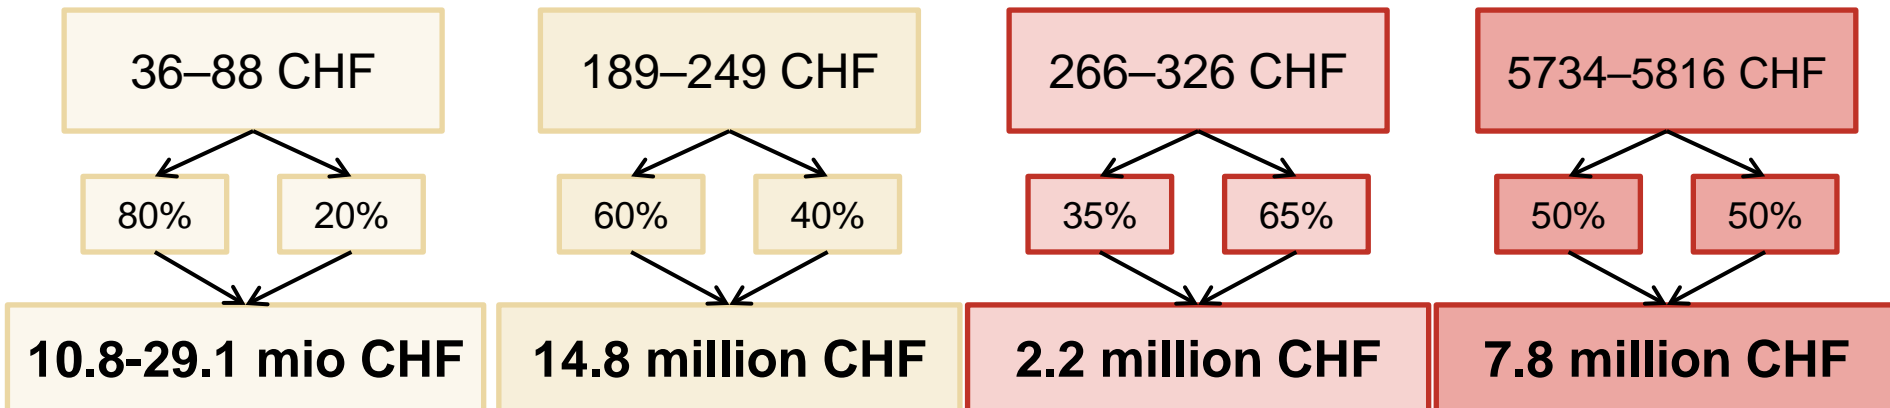 36–88 CHF
189–249 CHF
266–326 CHF
5734–5816 CHF
80%
20%
60%
40%
35%
65%
50%
50%
10.8-29.1 mio CHF
14.8 million CHF
2.2 million CHF
7.8 million CHF